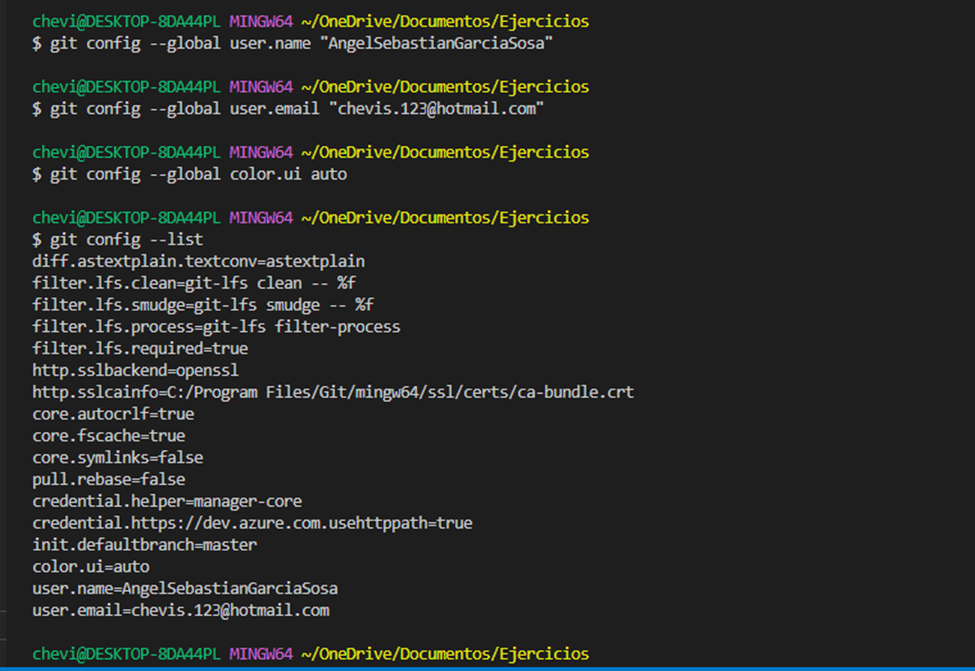 chevi@DESKTOP-8DA44PL MINGW64 ~/OneDrive/Documentos/Ejercicios
$ git config --global user.name "AngelSebastianGarciaSosa"
chevi@DESKTOP-8DA44PL MINGW64 ~/OneDrive/Documentos/Ejercicios
$ git config --global user.email "chevis.123@hotmail.com"
chevi@DESKTOP-8DA44PL MINGW64 ~/OneDrive/Documentos/Ejercicios
$ git config --global color.ui auto
chevi@DESKTOP-8DA44PL MINGW64 ~/OneDrive/Documentos/Ejercicios
$ git config --list
diff.astextplain.textconv=astextplain
filter.lfs.clean=git-lfs clean -- %f
filter.lfs.smudge=git-lfs smudge -- %f
filter.lfs.process=git-lfs filter-process
filter.lfs.required=true
http.sslbackend=openssl
http.sslcainfo=C:/Program Files/Git/mingw64/ssl/certs/ca-bundle.crt
core.autocrlf=true
core.fscache=true
core.symlinks=false
pull.rebase=false
credential.helper=manager-core
credential.https://dev.azure.com.usehttppath=true
init.defaultbranch=master
color.ui=auto
user.name=AngelSebastianGarciaSosa
user.email=chevis.123@hotmail.com
chevi@DESKTOP-8DA44PL MINGW64 ~/OneDrive/Documentos/Ejercicios